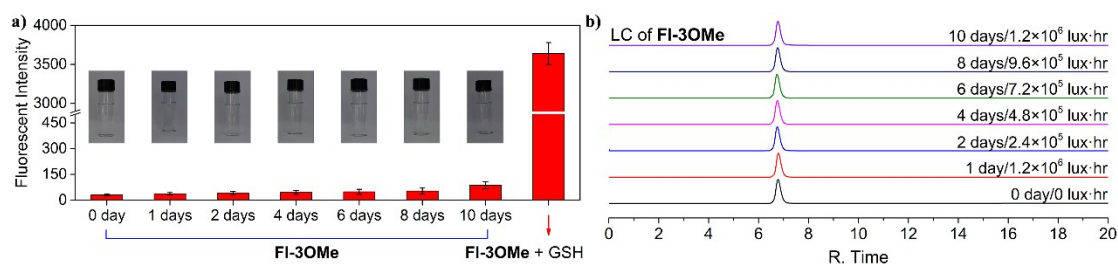 a)
4000
3500
3000
450
300
150
0
Fluorescent Intensity
0 day
1 days
2 days
4 days
6 days
8 days
10 days
FI-3OMe
FI-3OMe + GSH
b)
LC of FI-3OMe
10 days/1.2×10⁶ lux·hr
8 days/9.6×10⁵ lux·hr
6 days/7.2×10⁵ lux·hr
4 days/4.8×10⁵ lux·hr
2 days/2.4×10⁵ lux·hr
1 day/1.2×10⁶ lux·hr
0 day/0 lux·hr
0 2 4 6 8 10 12 14 16 18 20
R. Time